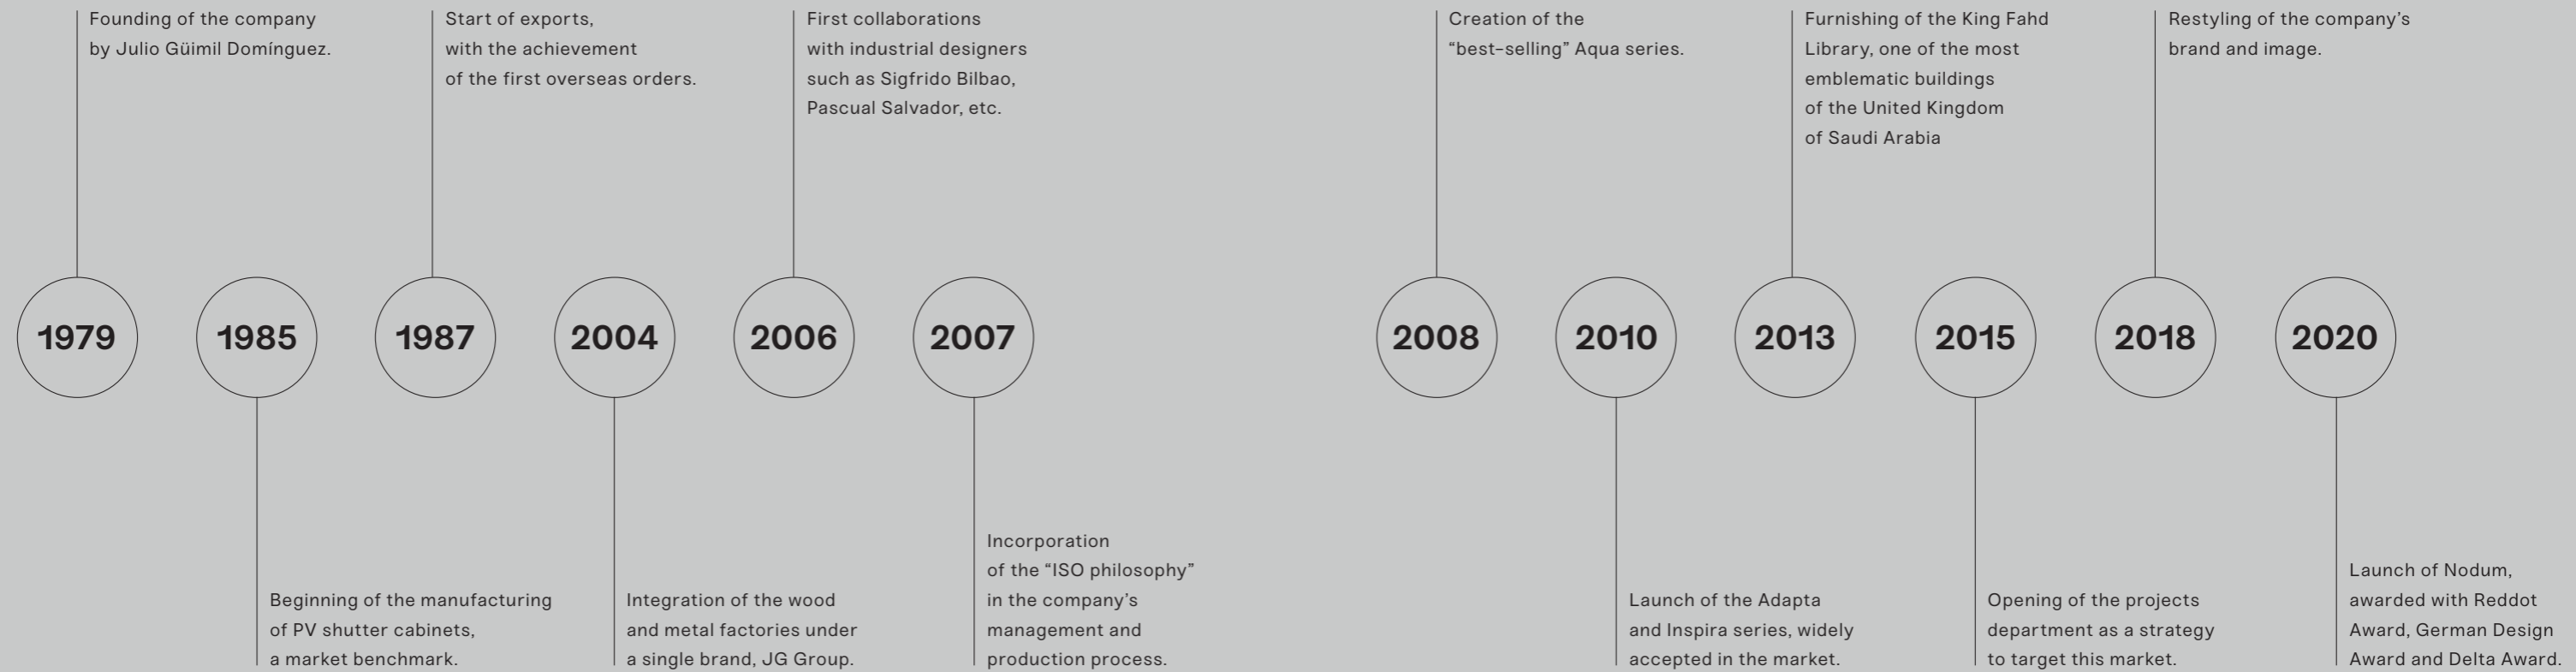 Founding of the company
by Julio Güimil Domínguez.
Start of exports,
with the achievement
of the first overseas orders.
First collaborations
with industrial designers
such as Sigfrido Bilbao,
Pascual Salvador, etc.
Creation of the
“best-selling” Aqua series.
Furnishing of the King Fahd
Library, one of the most
emblematic buildings
of the United Kingdom
of Saudi Arabia
Restyling of the company’s
brand and image.
1979
1985
1987
2004
2006
2007
2008
2010
2013
2015
2018
2020
Beginning of the manufacturing
of PV shutter cabinets,
a market benchmark.
Integration of the wood
and metal factories under
a single brand, JG Group.
Incorporation
of the “ISO philosophy”
in the company’s
management and
production process.
Launch of the Adapta
and Inspira series, widely
accepted in the market.
Opening of the projects
department as a strategy
to target this market.
Launch of Nodum,
awarded with Reddot
Award, German Design
Award and Delta Award.